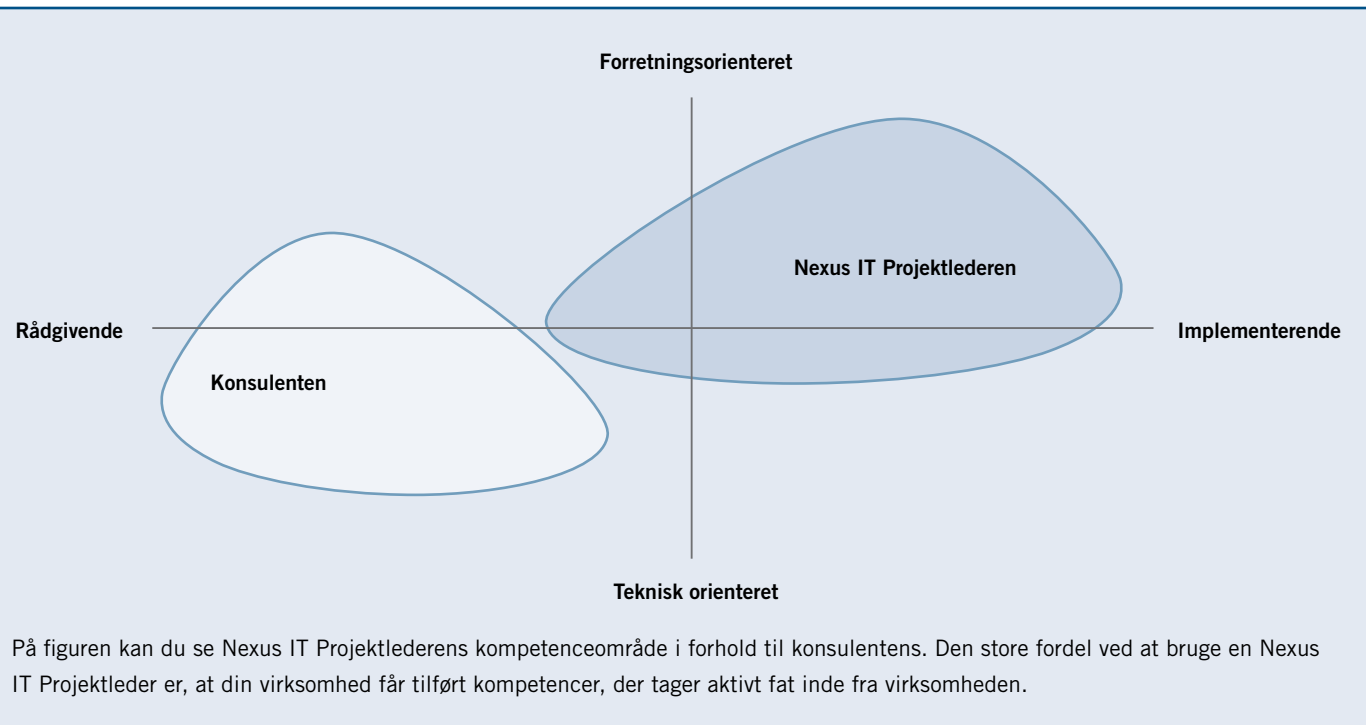 Forretningsorienteret
Nexus IT Projektlederen
Rådgivende
Implementerende
Konsulenten
Teknisk orienteret
På figuren kan du se Nexus IT Projektlederens kompetenceområde i forhold til konsulentens. Den store fordel ved at bruge en Nexus
IT Projektleder er, at din virksomhed får tilført kompetencer, der tager aktivt fat inde fra virksomheden.